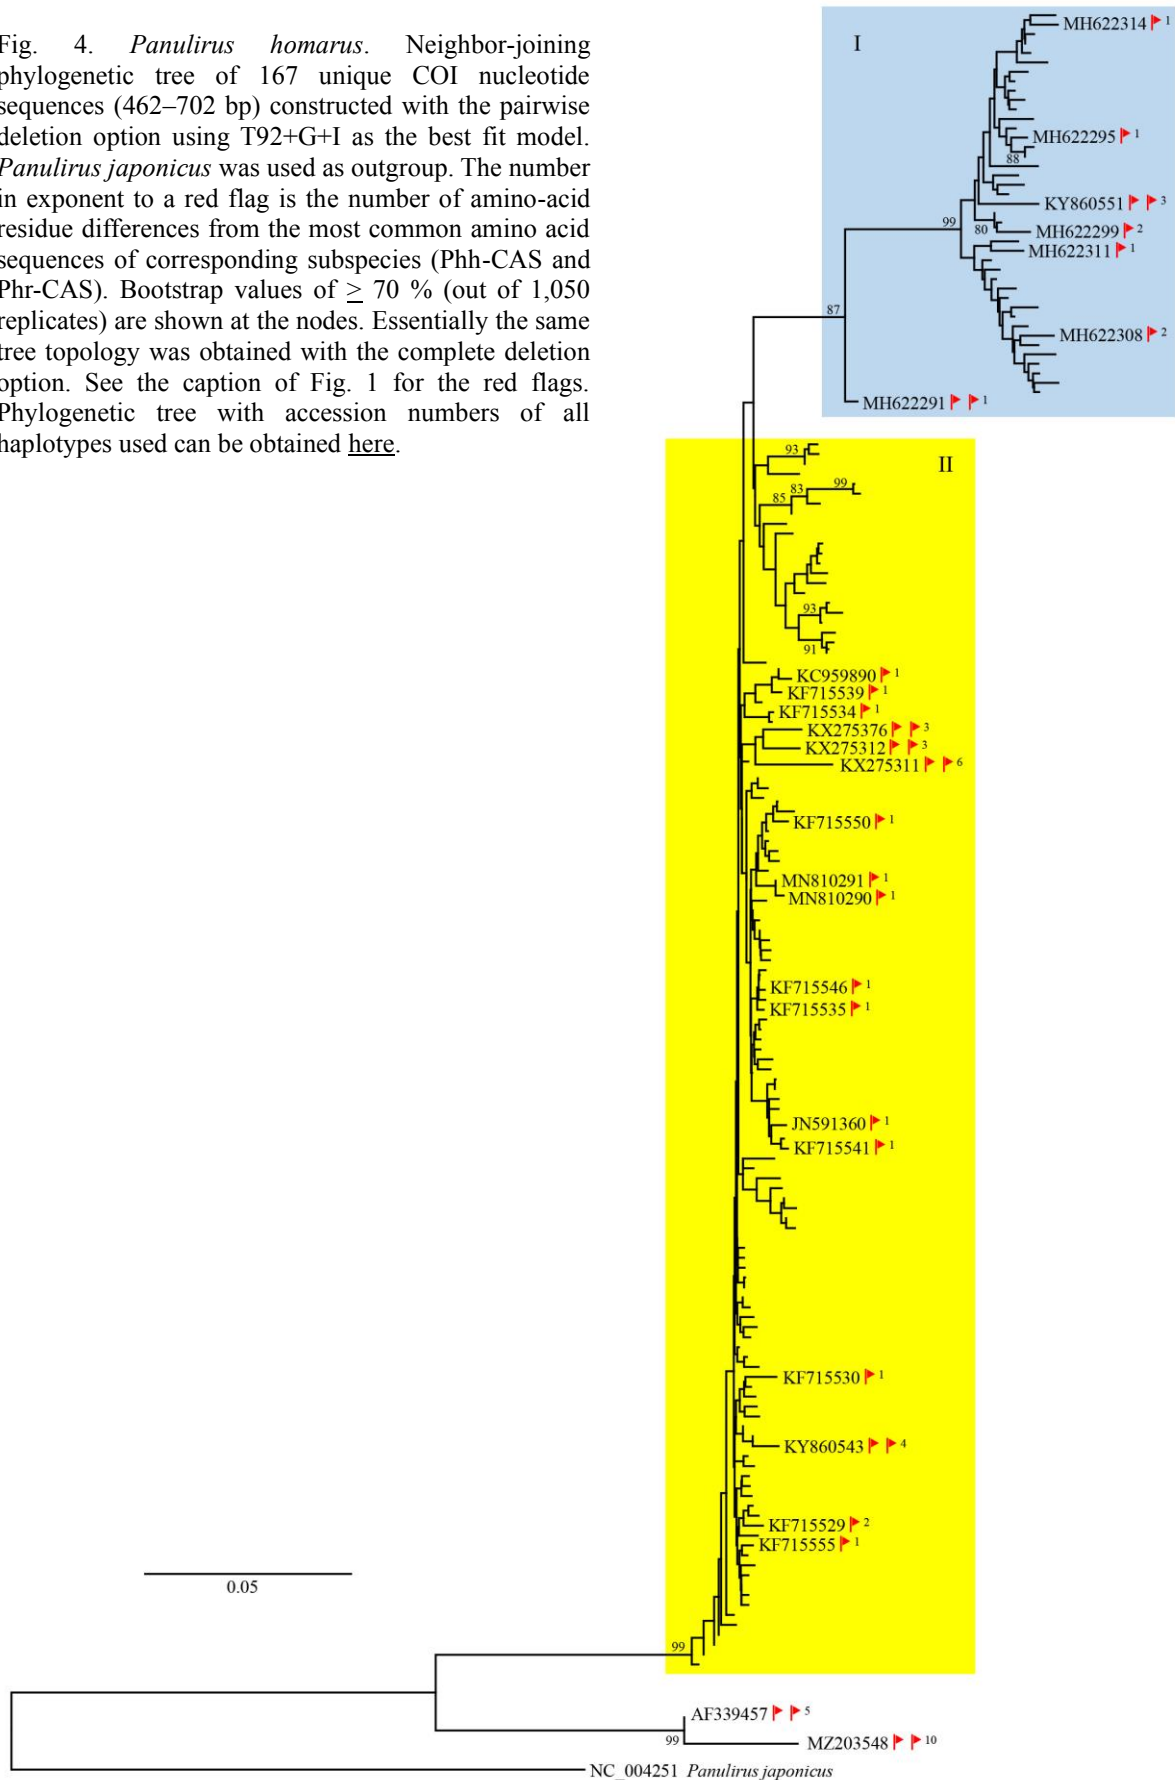 Fig. 4. Panulirus homarus. Neighbor-joining
phylogenetic tree of 167 unique COI nucleotide
sequences (462–702 bp) constructed with the pairwise
deletion option using T92+G+I as the best fit model.
Panulirus japonicus was used as outgroup. The number
in exponent to a red flag is the number of amino-acid
residue differences from the most common amino acid
sequences of corresponding subspecies (Phh-CAS and
Phr-CAS). Bootstrap values of ≥ 70 % (out of 1,050
replicates) are shown at the nodes. Essentially the same
tree topology was obtained with the complete deletion
option. See the caption of Fig. 1 for the red flags.
Phylogenetic tree with accession numbers of all
haplotypes used can be obtained here.
I
MH622314 1
MH622295 1
88
KY860551 3
99
80
MH622299 2
MH622311 1
87
MH622308 2
MH622291 1
II
93
99
83
85
93
91
KC959890 1
KF715539 1
KF715534 1
KX275376 3
KX275312 3
KX275311 6
KF715550 1
MN810291 1
MN810290 1
KF715546 1
KF715535 1
JN591360 1
KF715541 1
KF715530 1
KY860543 4
KF715529 2
KF715555 1
0.05
99
AF339457 5
99
MZ203548 10
NC_004251 Panulirus japonicus